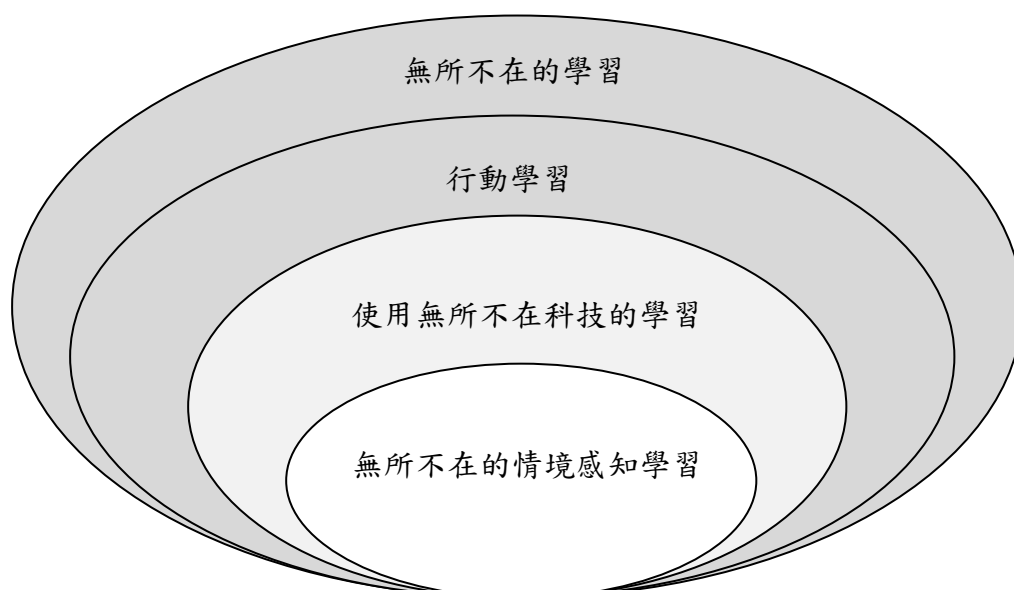 無所不在的學習
行動學習
使用無所不在科技的學習
無所不在的情境感知學習